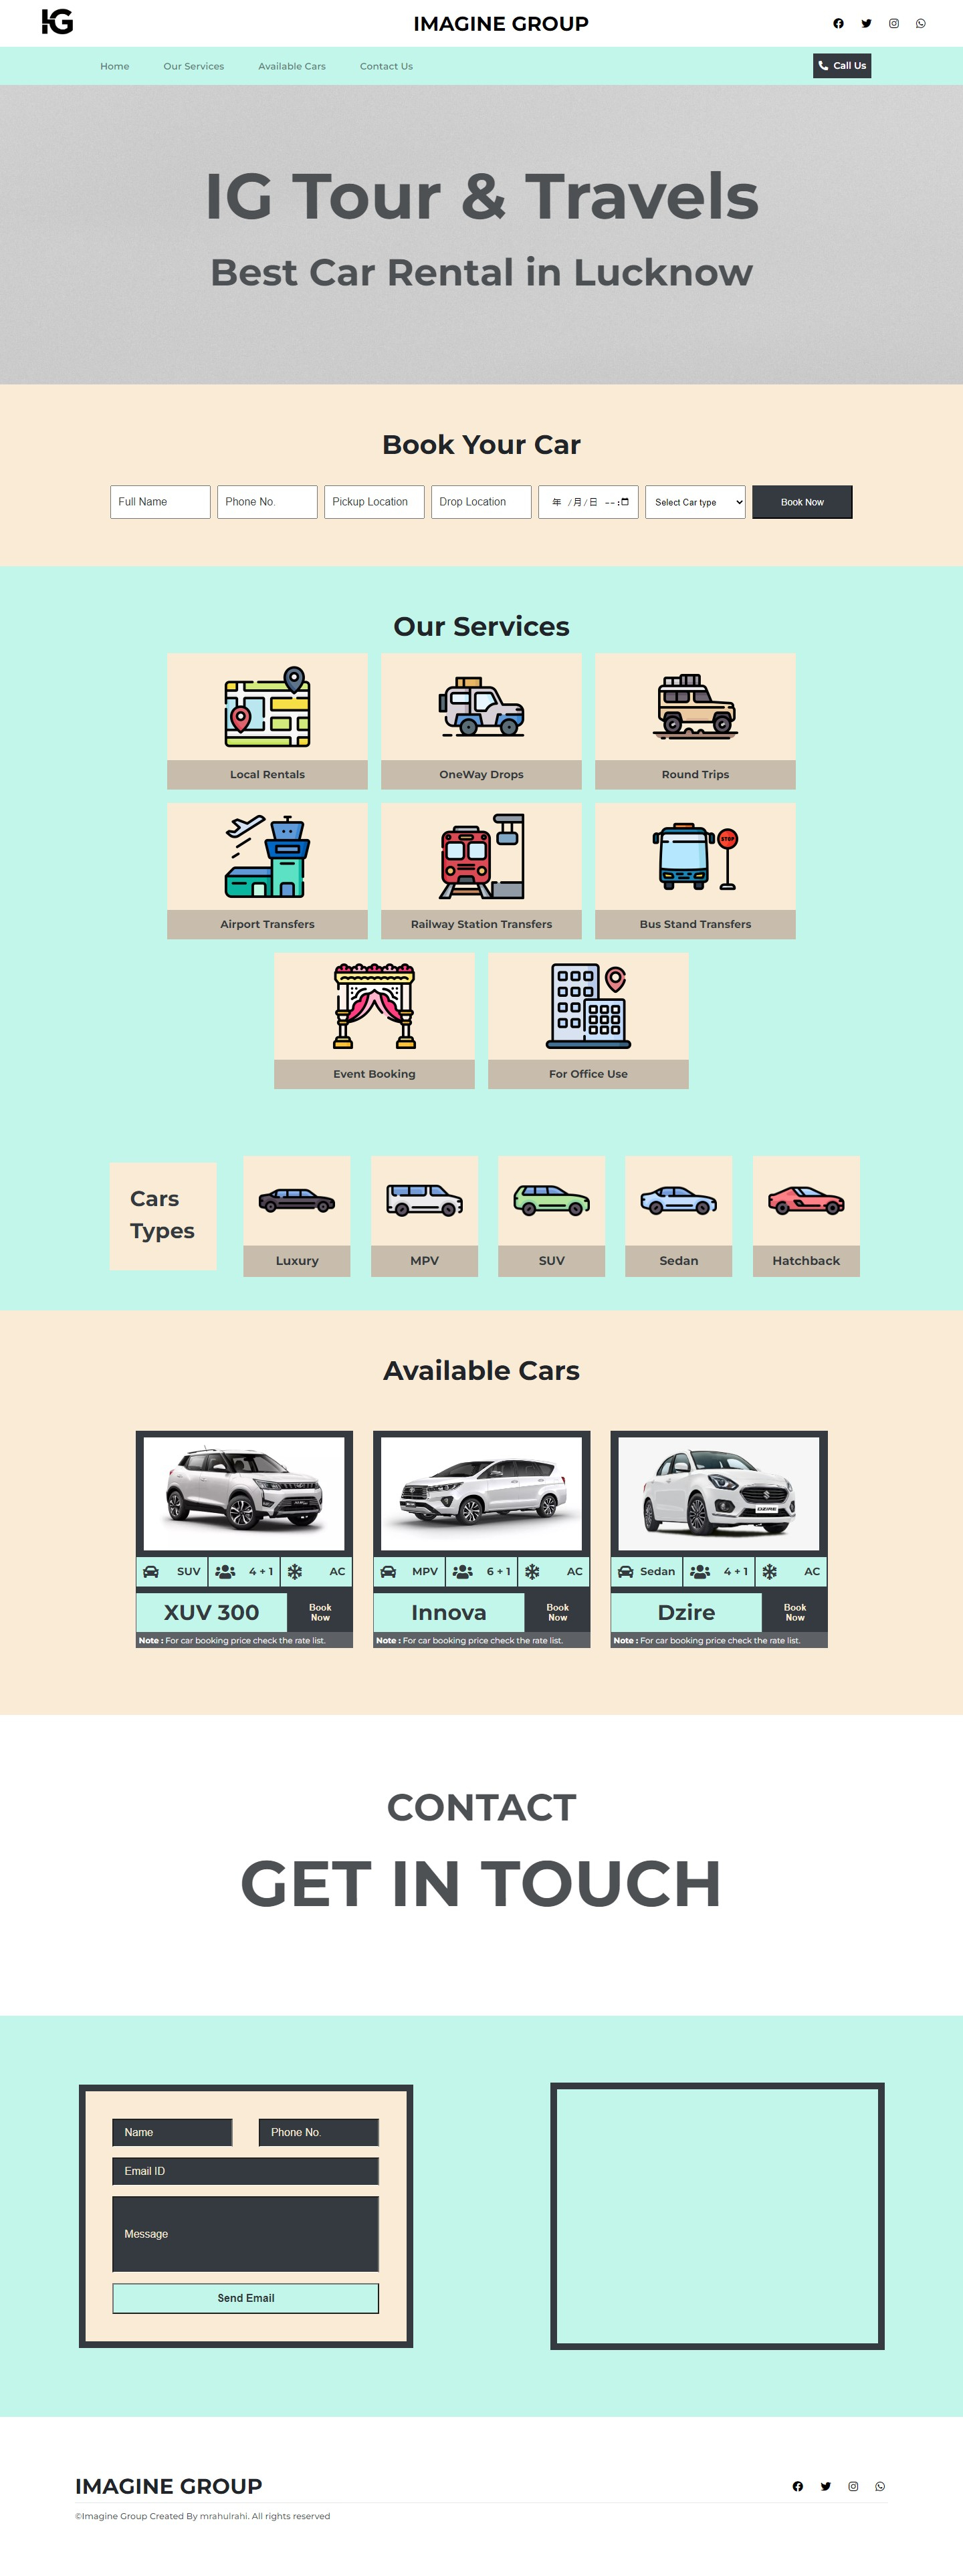 IG
IMAGINE GROUP
Home Our Services Available Cars Contact Us Call Us
IG Tour & Travels
Best Car Rental in Lucknow
Book Your Car
Full Name Phone No. Pickup Location Drop Location 年 /月/日 --:-- Select Car type Book Now
Our Services
Local Rentals OneWay Drops Round Trips
STOP
Airport Transfers Railway Station Transfers Bus Stand Transfers
Event Booking For Office Use
Cars
Types
Luxury MPV SUV Sedan Hatchback
Available Cars
DZIRE
SUV 4 + 1 AC MPV 6 + 1 AC Sedan 4 + 1 AC
XUV 300 Book Now Innova Book Now Dzire Book Now
Note : For car booking price check the rate list. Note : For car booking price check the rate list. Note : For car booking price check the rate list.
CONTACT
GET IN TOUCH
Name Phone No.
Email ID
Message
Send Email
IMAGINE GROUP
©Imagine Group Created By mrahulrahi. All rights reserved